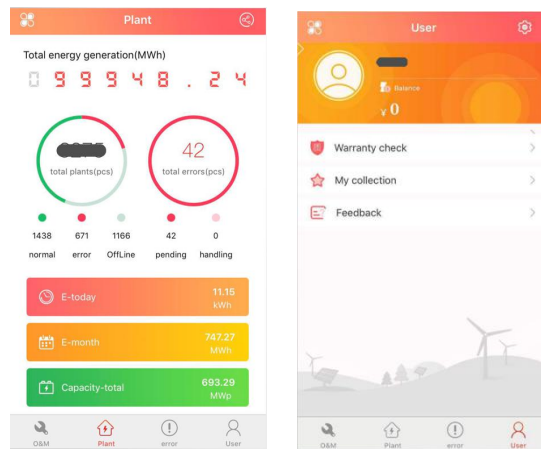 Plant
Total energy generation(MWh)
099948.24
total plants(pcs)
42
total errors(pcs)
1438
671
1166
42
0
normal
error
OffLine
pending
handling
E-today
11.15
kWh
E-month
747.27
MWh
Capacity-total
693.29
MWp
O&M
Plant
error
User
User
Balance
¥ 0
Warranty check
My collection
Feedback
O&M
Plant
error
User